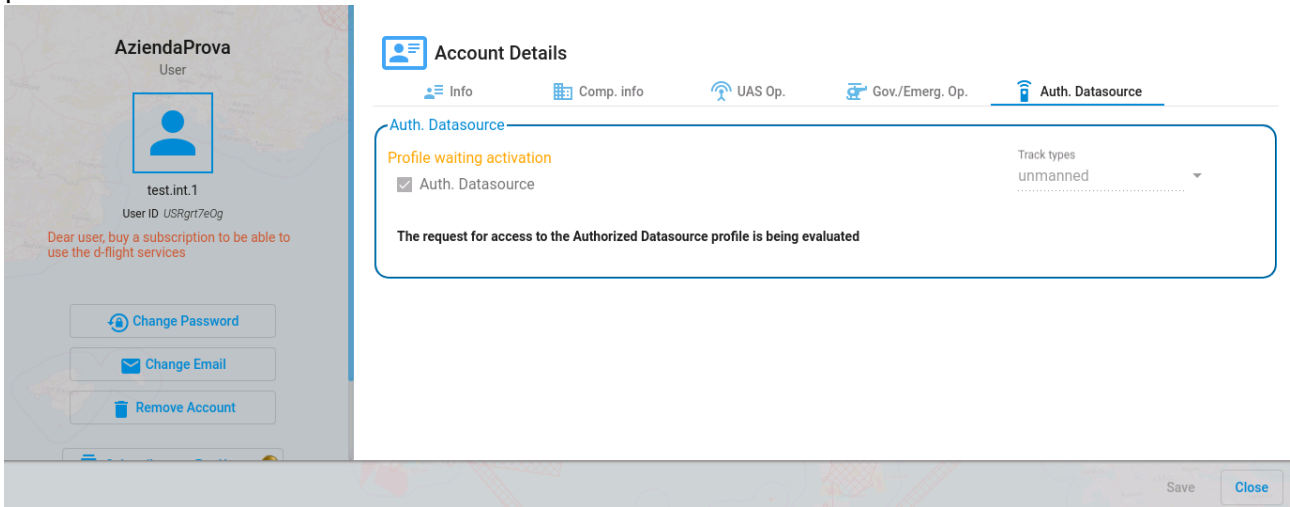 AziendaProva
User
test.int.1
User ID USRgrt7eOg
Dear user, buy a subscription to be able to
use the d-flight services
Change Password
Change Email
Remove Account
Account Details
Info
Comp. info
UAS Op.
Gov./Emerg. Op.
Auth. Datasource
Auth. Datasource
Profile waiting activation
Auth. Datasource
Track types
unmanned
The request for access to the Authorized Datasource profile is being evaluated
Save
Close